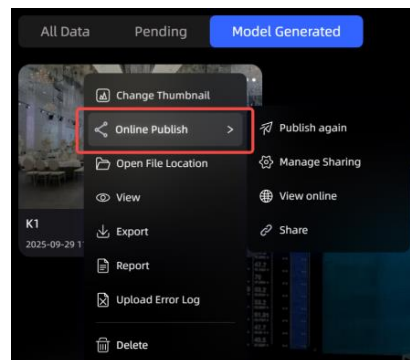 All Data Pending Model Generated
Change Thumbnail
Online Publish >
Publish again
Open File Location
Manage Sharing
View
View online
K1
Export
Share
2025-09-29 1
Report
Upload Error Log
Delete